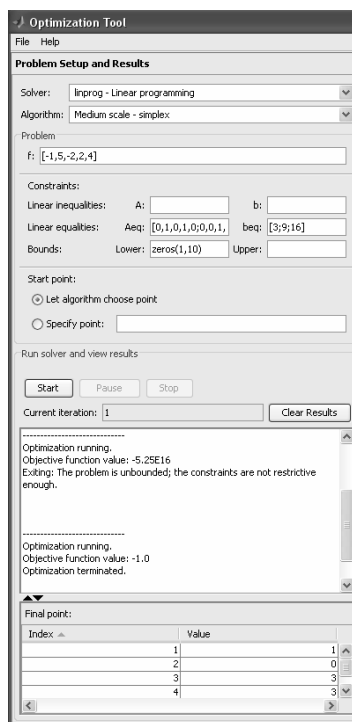 Optimization Tool
File Help
Problem Setup and Results
Solver: linprog - Linear programming
Algorithm: Medium scale - simplex
Problem
f: [-1,5,-2,2,4]
Constraints:
Linear inequalities: A: b:
Linear equalities: Aeq: [0,1,0,1,0;0,0,1, beq: [3;9;16]
Bounds: Lower: zeros(1,10) Upper:
Start point:
Let algorithm choose point
Specify point:
Run solver and view results
Start Pause Stop
Current iteration: 1 Clear Results
----------------------------
Optimization running.
Objective function value: -5.25E16
Exiting: The problem is unbounded; the constraints are not restrictive
enough.
----------------------------
Optimization running.
Objective function value: -1.0
Optimization terminated.
Final point:
Index Value
1 1
2 0
3 3
4 3